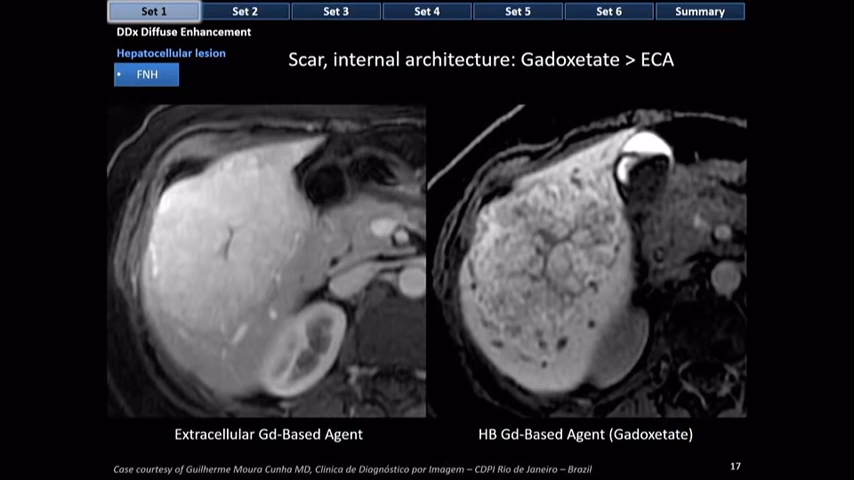 Set 1
Set 2
Set 3
Set 4
Set 5
Set 6
Summary
DDx Diffuse Enhancement
Hepatocellular lesion
• FNH
Scar, internal architecture: Gadoxetate > ECA
Extracellular Gd-Based Agent
HB Gd-Based Agent (Gadoxetate)
Case courtesy of Guilherme Moura Cunha MD, Clinica de Diagnóstico por Imagem – CDPI Rio de Janeiro – Brazil
17